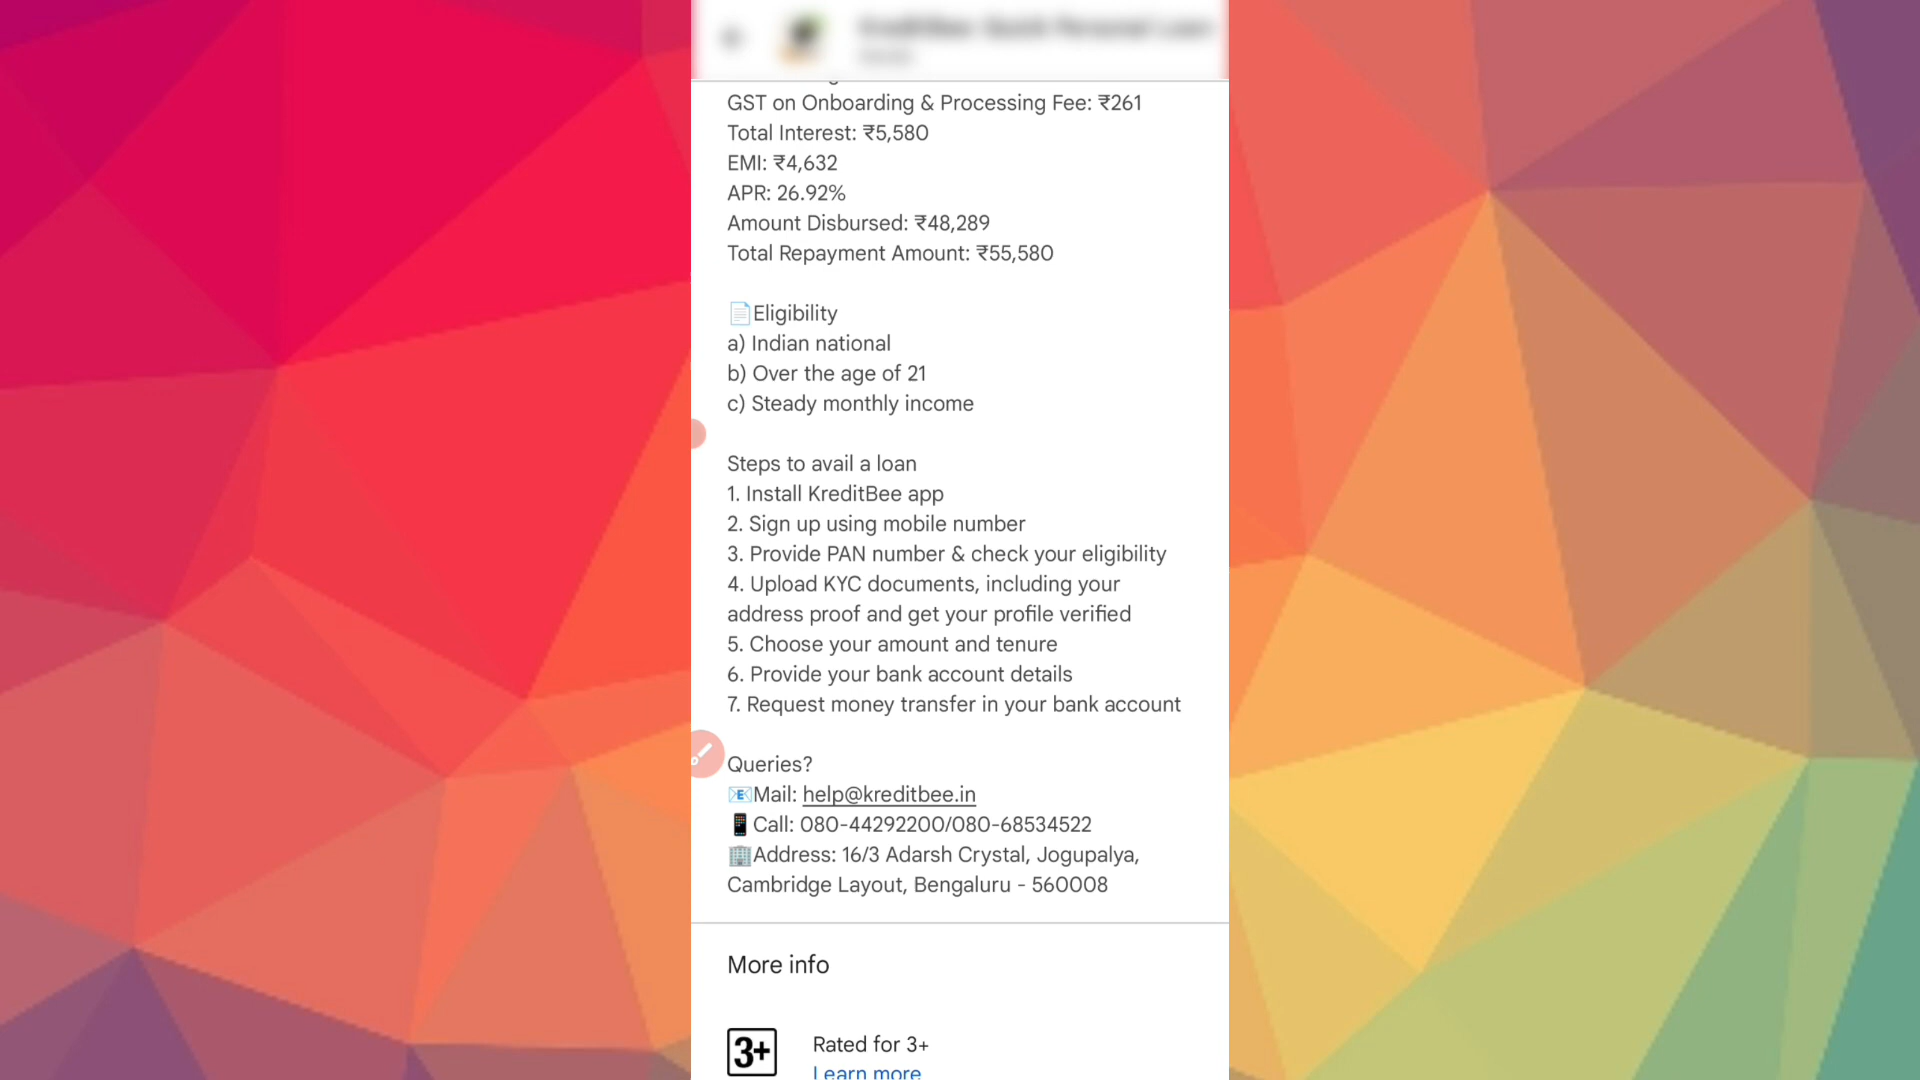 KreditBee: Quick Personal Loan
GST on Onboarding & Processing Fee: ₹261
Total Interest: ₹5,580
EMI: ₹4,632
APR: 26.92%
Amount Disbursed: ₹48,289
Total Repayment Amount: ₹55,580
📄Eligibility
a) Indian national
b) Over the age of 21
c) Steady monthly income
Steps to avail a loan
1. Install KreditBee app
2. Sign up using mobile number
3. Provide PAN number & check your eligibility
4. Upload KYC documents, including your
address proof and get your profile verified
5. Choose your amount and tenure
6. Provide your bank account details
7. Request money transfer in your bank account
Queries?
📧Mail: help@kreditbee.in
📱Call: 080-44292200/080-68534522
🏢Address: 16/3 Adarsh Crystal, Jogupalya,
Cambridge Layout, Bengaluru - 560008
More info
3+
Rated for 3+
Learn more